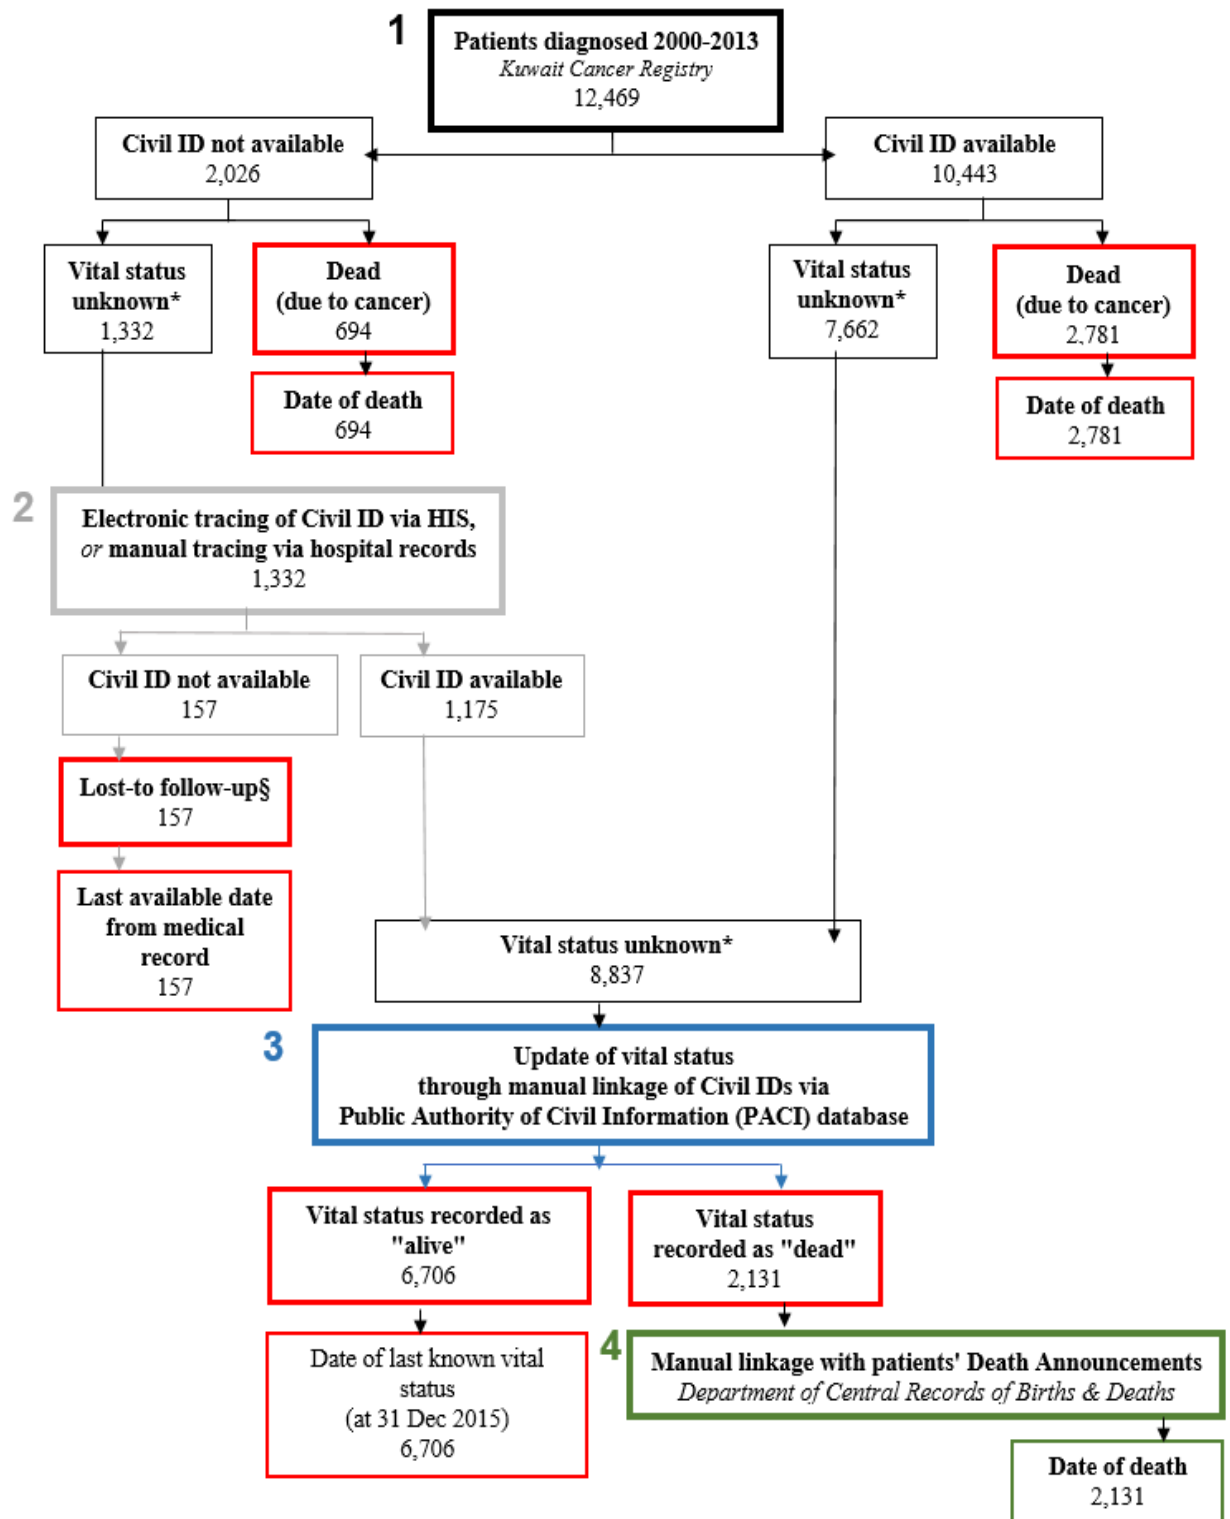 1
Patients diagnosed 2000-2013
Kuwait Cancer Registry
12,469
Civil ID not available
2,026
Civil ID available
10,443
Vital status
unknown*
1,332
Dead
(due to cancer)
694
Date of death
694
Vital status
unknown*
7,662
Dead
(due to cancer)
2,781
Date of death
2,781
2
Electronic tracing of Civil ID via HIS,
or manual tracing via hospital records
1,332
Civil ID not available
157
Civil ID available
1,175
Lost-to follow-up§
157
Last available date
from medical
record
157
Vital status unknown*
8,837
3
Update of vital status
through manual linkage of Civil IDs via
Public Authority of Civil Information (PACI) database
Vital status recorded as
"alive"
6,706
Vital status
recorded as "dead"
2,131
Date of last known vital
status
(at 31 Dec 2015)
6,706
4
Manual linkage with patients' Death Announcements
Department of Central Records of Births & Deaths
Date of death
2,131